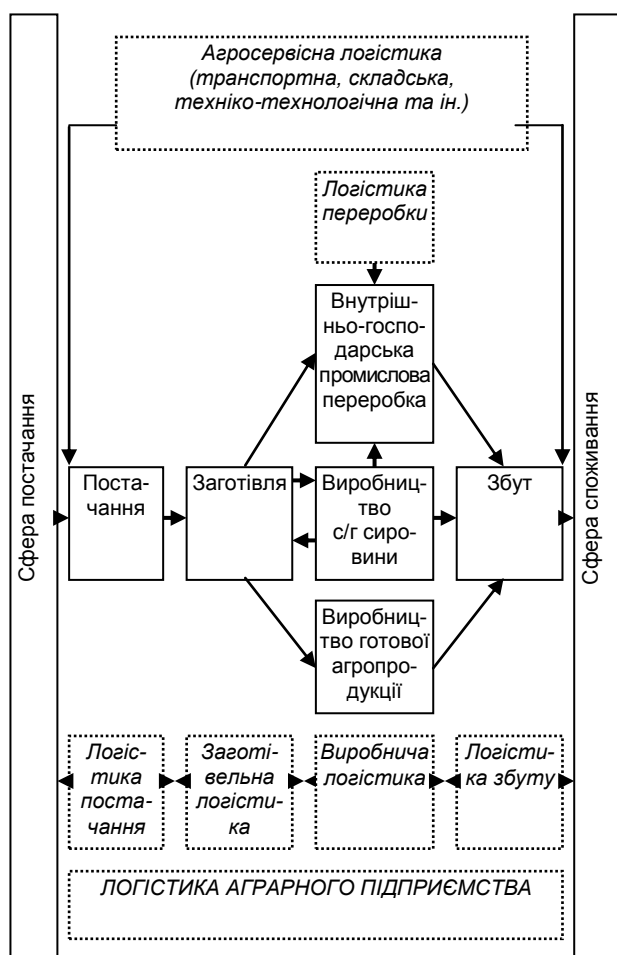 Агросервісна логістика
(транспортна, складська,
техніко-технологічна та ін.)
Логістика
переробки
Внутріш-
ньо-госпо-
дарська
промислова
переробка
Сфера постачання
Поста-
чання
Заготівля
Виробниц-
тво
с/г сиро-
вини
Збут
Сфера споживання
Виробниц-
тво готової
агропро-
дукції
Логіс-
тика
поста-
чання
Заготі-
вельна
логісти-
ка
Виробнича
логістика
Логісти-
ка збуту
ЛОГІСТИКА АГРАРНОГО ПІДПРИЄМСТВА